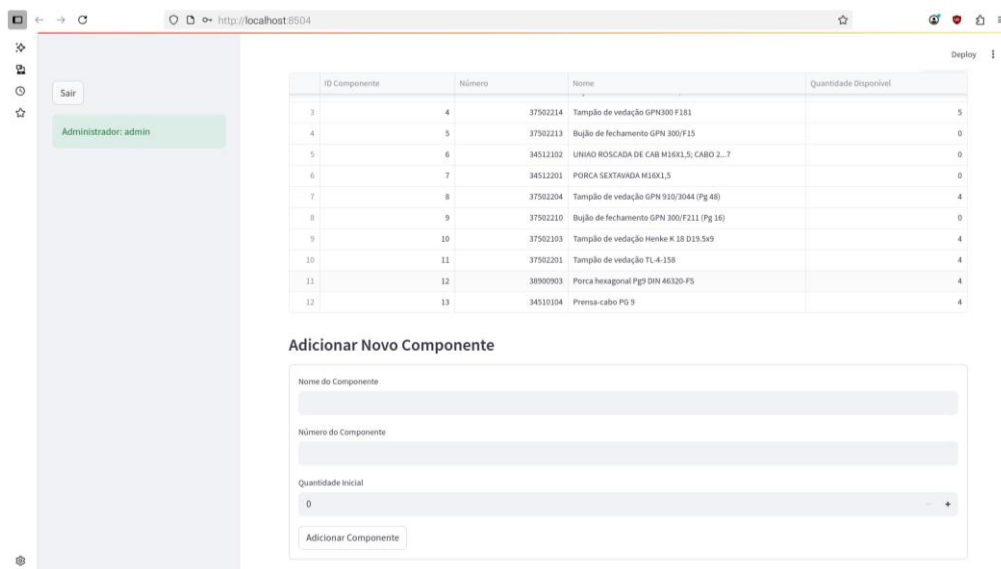 http://localhost:8504
Deploy
Sair
Administrador: admin
ID Componente Número Nome Quantidade Disponível
3 4 37502214 Tampão de vedação GPN300 F181 5
4 5 37502213 Bujão de fechamento GPN 300/F15 0
5 6 34512102 UNIAO ROSCADA DE CAB M16X1,5; CABO 2...7 0
6 7 34512201 PORCA SEXTAVADA M16X1,5 0
7 8 37502204 Tampão de vedação GPN 910/3044 (Pg 48) 4
8 9 37502210 Bujão de fechamento GPN 300/F211 (Pg 16) 0
9 10 37502103 Tampão de vedação Henke K 18 D19.5x9 4
10 11 37502201 Tampão de vedação TL-4-158 4
11 12 38900903 Porca hexagonal Pg9 DIN 46320-FS 4
12 13 34510104 Prensa-cabo PG 9 4
Adicionar Novo Componente
Nome do Componente
Número do Componente
Quantidade Inicial
0
Adicionar Componente